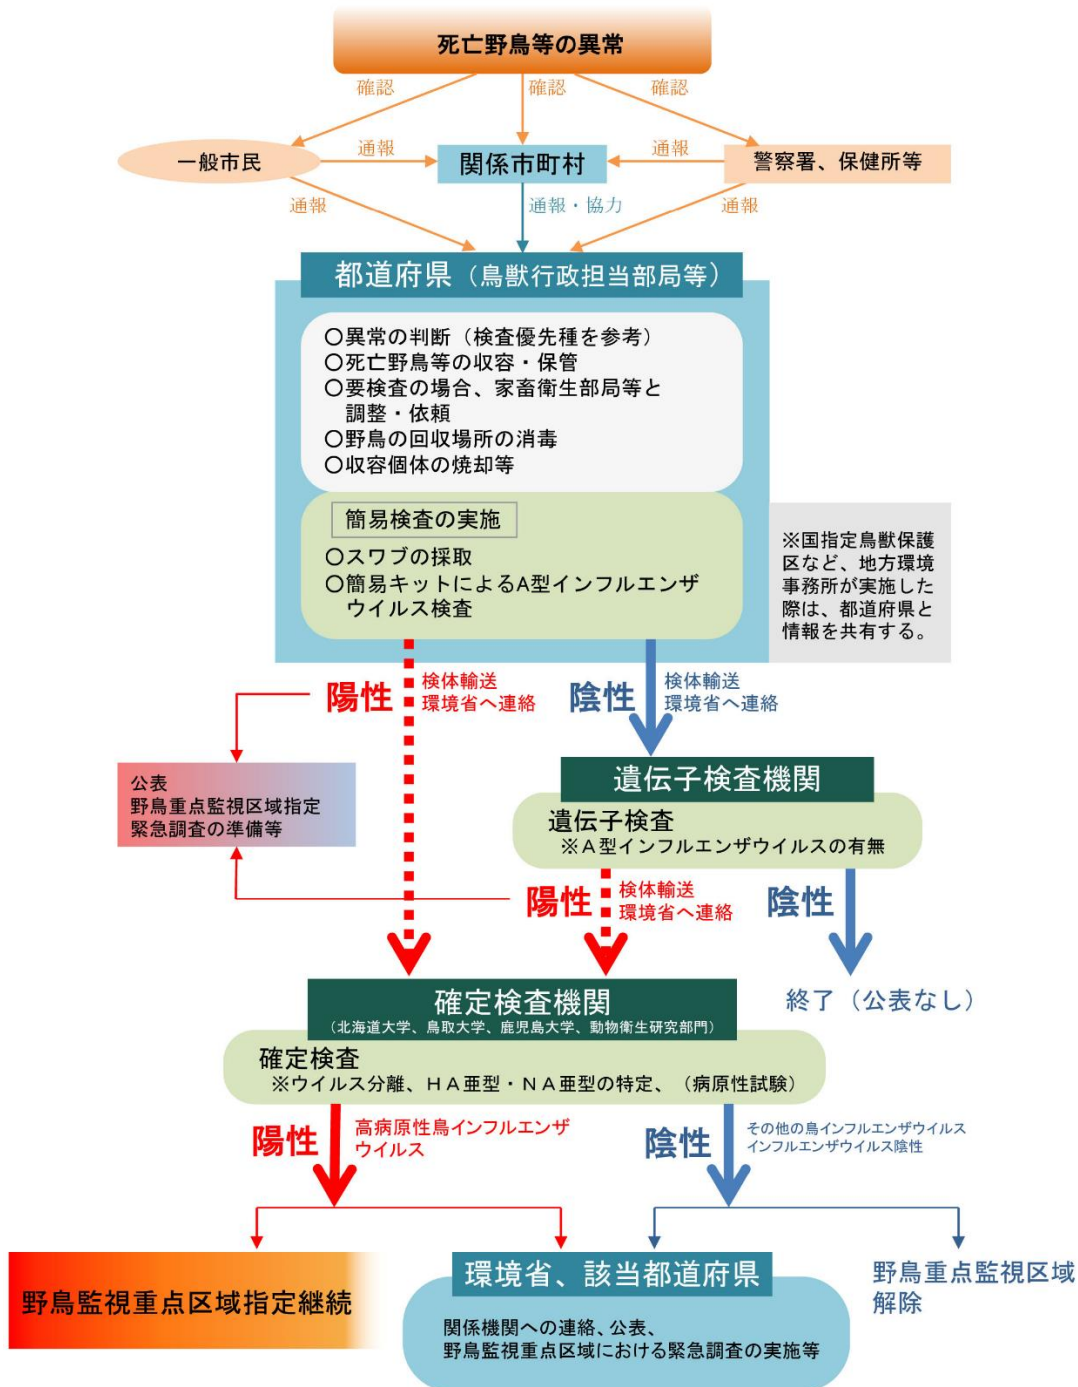 死亡野鳥等の異常
確認
確認
確認
一般市民
通報
関係市町村
通報
警察署、保健所等
通報
通報・協力
通報
都道府県（鳥獣行政担当部局等）
○異常の判断（検査優先種を参考）
○死亡野鳥等の収容・保管
○要検査の場合、家畜衛生部局等と
調整・依頼
○野鳥の回収場所の消毒
○収容個体の焼却等
簡易検査の実施
○スワブの採取
○簡易キットによるA型インフルエンザ
ウイルス検査
※国指定鳥獣保護
区など、地方環境
事務所が実施した
際は、都道府県と
情報を共有する。
陽性
検体輸送
環境省へ連絡
陰性
検体輸送
環境省へ連絡
公表
野鳥重点監視区域指定
緊急調査の準備等
遺伝子検査機関
遺伝子検査
※A型インフルエンザウイルスの有無
陽性
検体輸送
環境省へ連絡
陰性
終了（公表なし）
確定検査機関
（北海道大学、鳥取大学、鹿児島大学、動物衛生研究部門）
確定検査
※ウイルス分離、HA亜型・NA亜型の特定、（病原性試験）
陽性
高病原性鳥インフルエンザ
ウイルス
陰性
その他の鳥インフルエンザウイルス
インフルエンザウイルス陰性
野鳥監視重点区域指定継続
環境省、該当都道府県
関係機関への連絡、公表、
野鳥監視重点区域における緊急調査の実施等
野鳥重点監視区域
解除